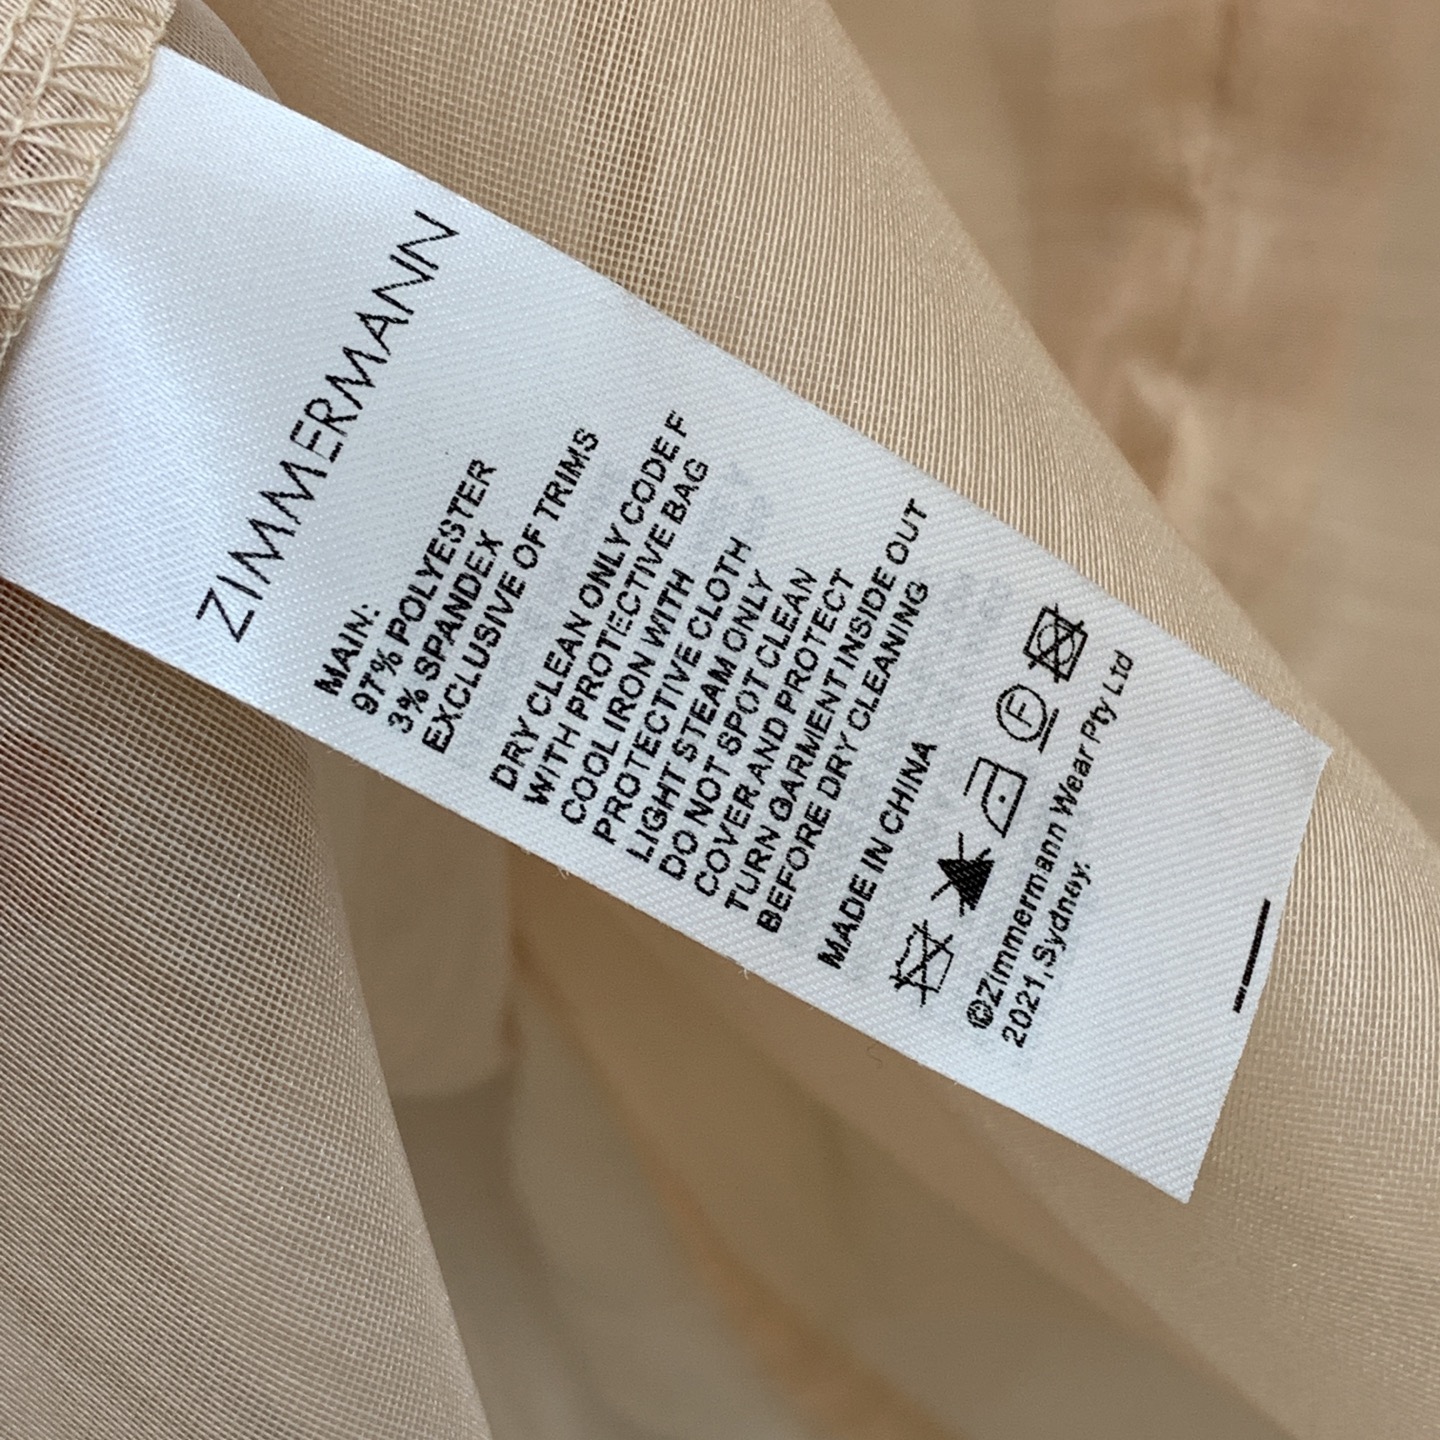 ZIMMERMANN
MAIN:
97% POLYESTER
3% SPANDEX
EXCLUSIVE OF TRIMS
DRY CLEAN ONLY CODE F
WITH PROTECTIVE BAG
COOL IRON WITH
PROTECTIVE CLOTH
LIGHT STEAM ONLY
DO NOT SPOT CLEAN
COVER AND PROTECT
TURN GARMENT INSIDE OUT
BEFORE DRY CLEANING
MADE IN CHINA
F
©Zimmermann Wear Pty Ltd
2021, Sydney.